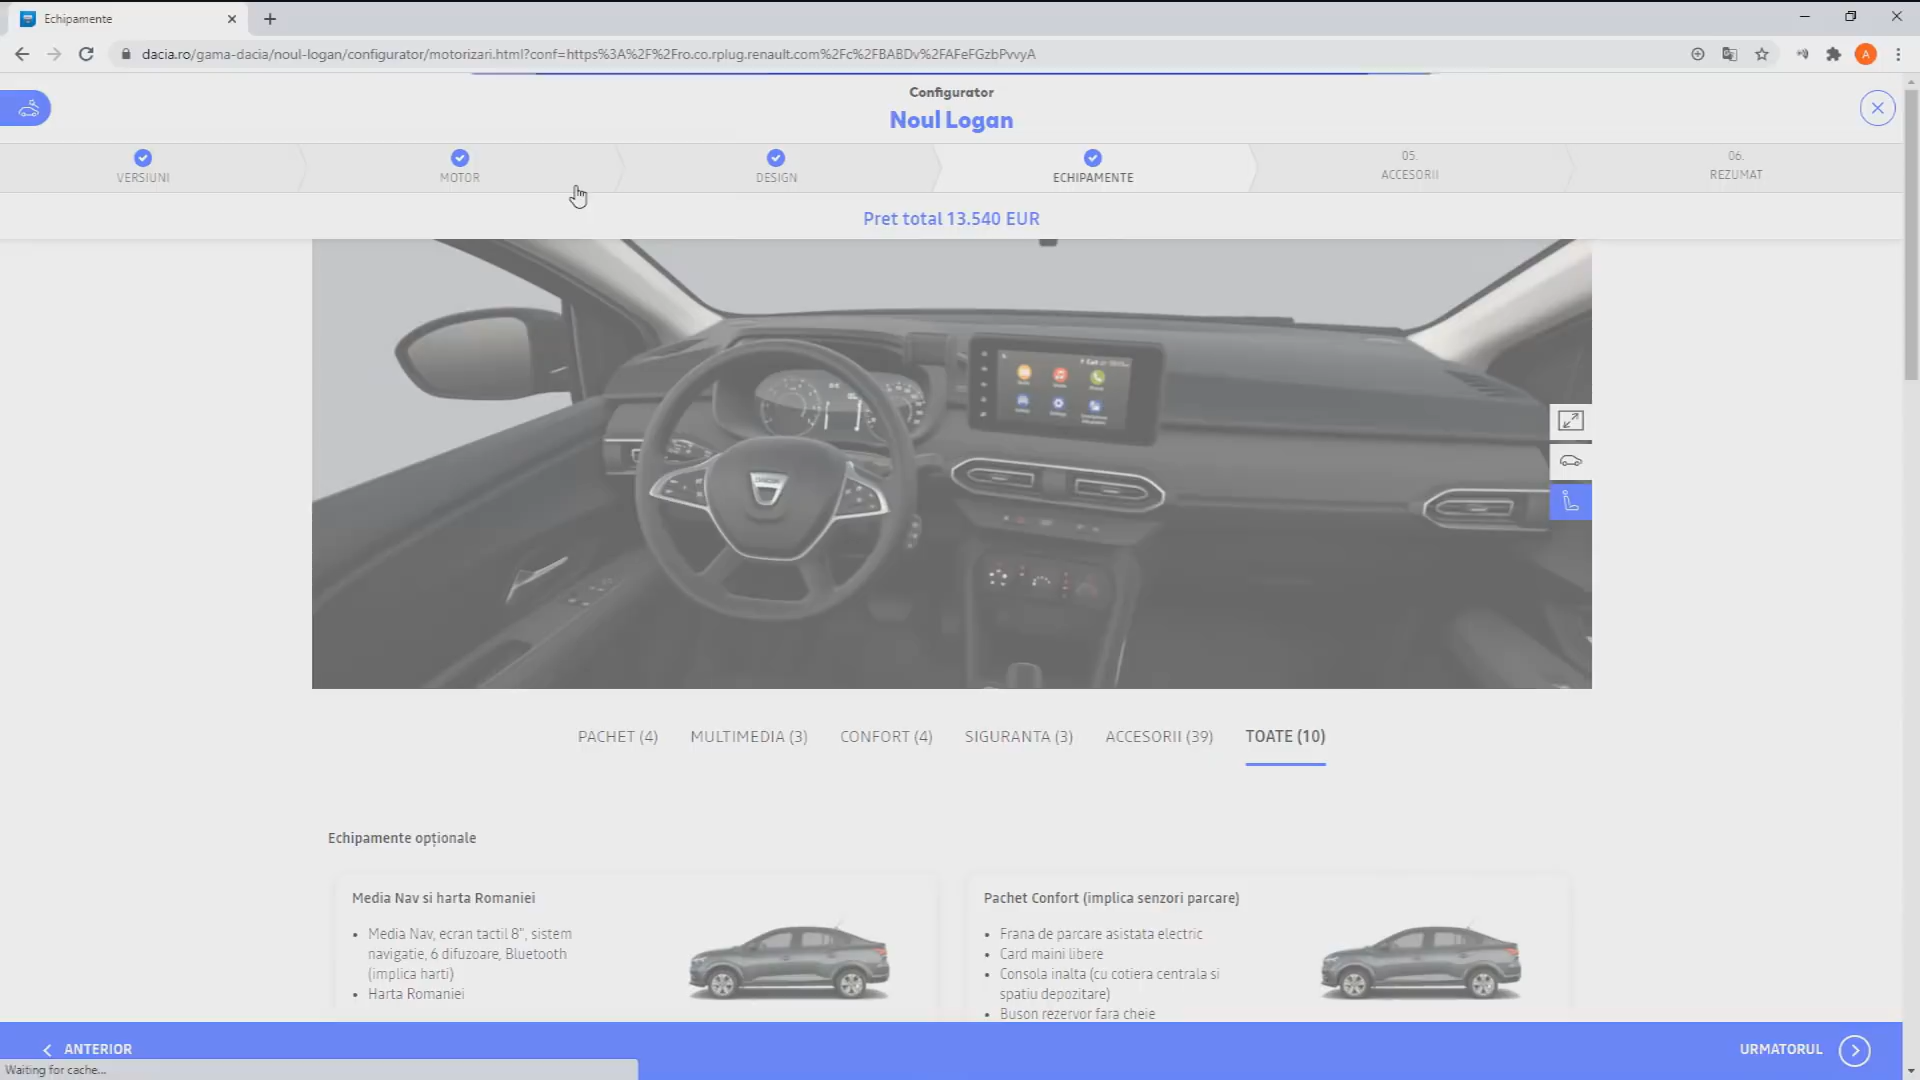 Echipamente
dacia.ro/gama-dacia/noul-logan/configurator/motorizari.html?conf=https%3A%2F%2Fro.co.rplug.renault.com%2Fc%2FBABDv%2FAFeFGzbPvvyA
A
Configurator
Noul Logan
VERSIUNI
MOTOR
DESIGN
ECHIPAMENTE
05.
ACCESORII
06.
REZUMAT
Pret total 13.540 EUR
PACHET (4)
MULTIMEDIA (3)
CONFORT (4)
SIGURANTA (3)
ACCESORII (39)
TOATE (10)
Echipamente opționale
Media Nav si harta Romaniei
• Media Nav, ecran tactil 8", sistem
navigatie, 6 difuzoare, Bluetooth
(implica harti)
• Harta Romaniei
Pachet Confort (implica senzori parcare)
• Frana de parcare asistata electric
• Card maini libere
• Consola inalta (cu cotiera centrala si
spatiu depozitare)
• Buson rezervor fara cheie
ANTERIOR
URMATORUL
Waiting for cache...